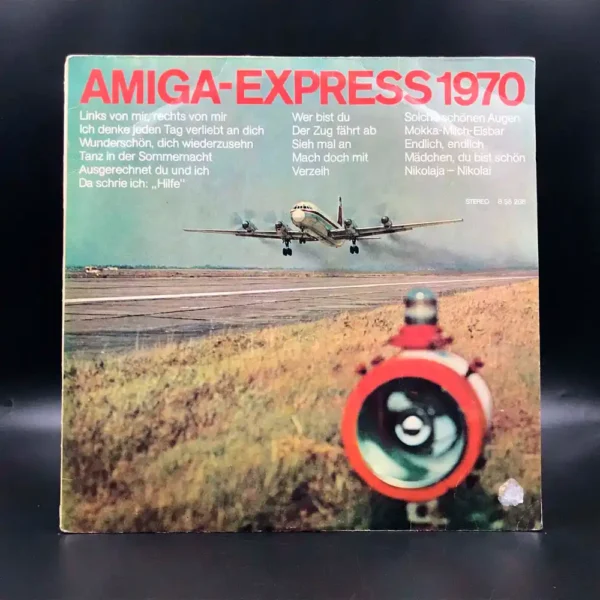 AMIGA-EXPRESS 1970
Links von mir, rechts von mir
Ich denke jeden Tag verliebt an dich
Wunderschön, dich wiederzusehn
Tanz in der Sommernacht
Ausgerechnet du und ich
Da schrie ich: „Hilfe"
Wer bist du
Der Zug fährt ab
Sieh mal an
Mach doch mit
Verzeih
Solche schönen Augen
Mokka-Milch-Eisbar
Endlich, endlich
Mädchen, du bist schön
Nikolaja – Nikolai
STEREO